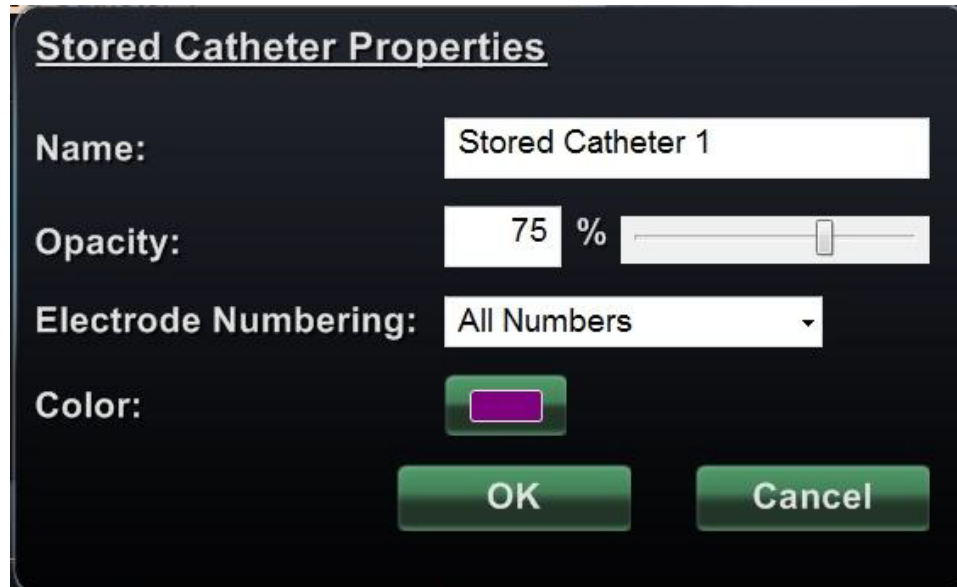 Stored Catheter Properties
Name: Stored Catheter 1
Opacity: 75 %
Electrode Numbering: All Numbers
Color:
OK Cancel